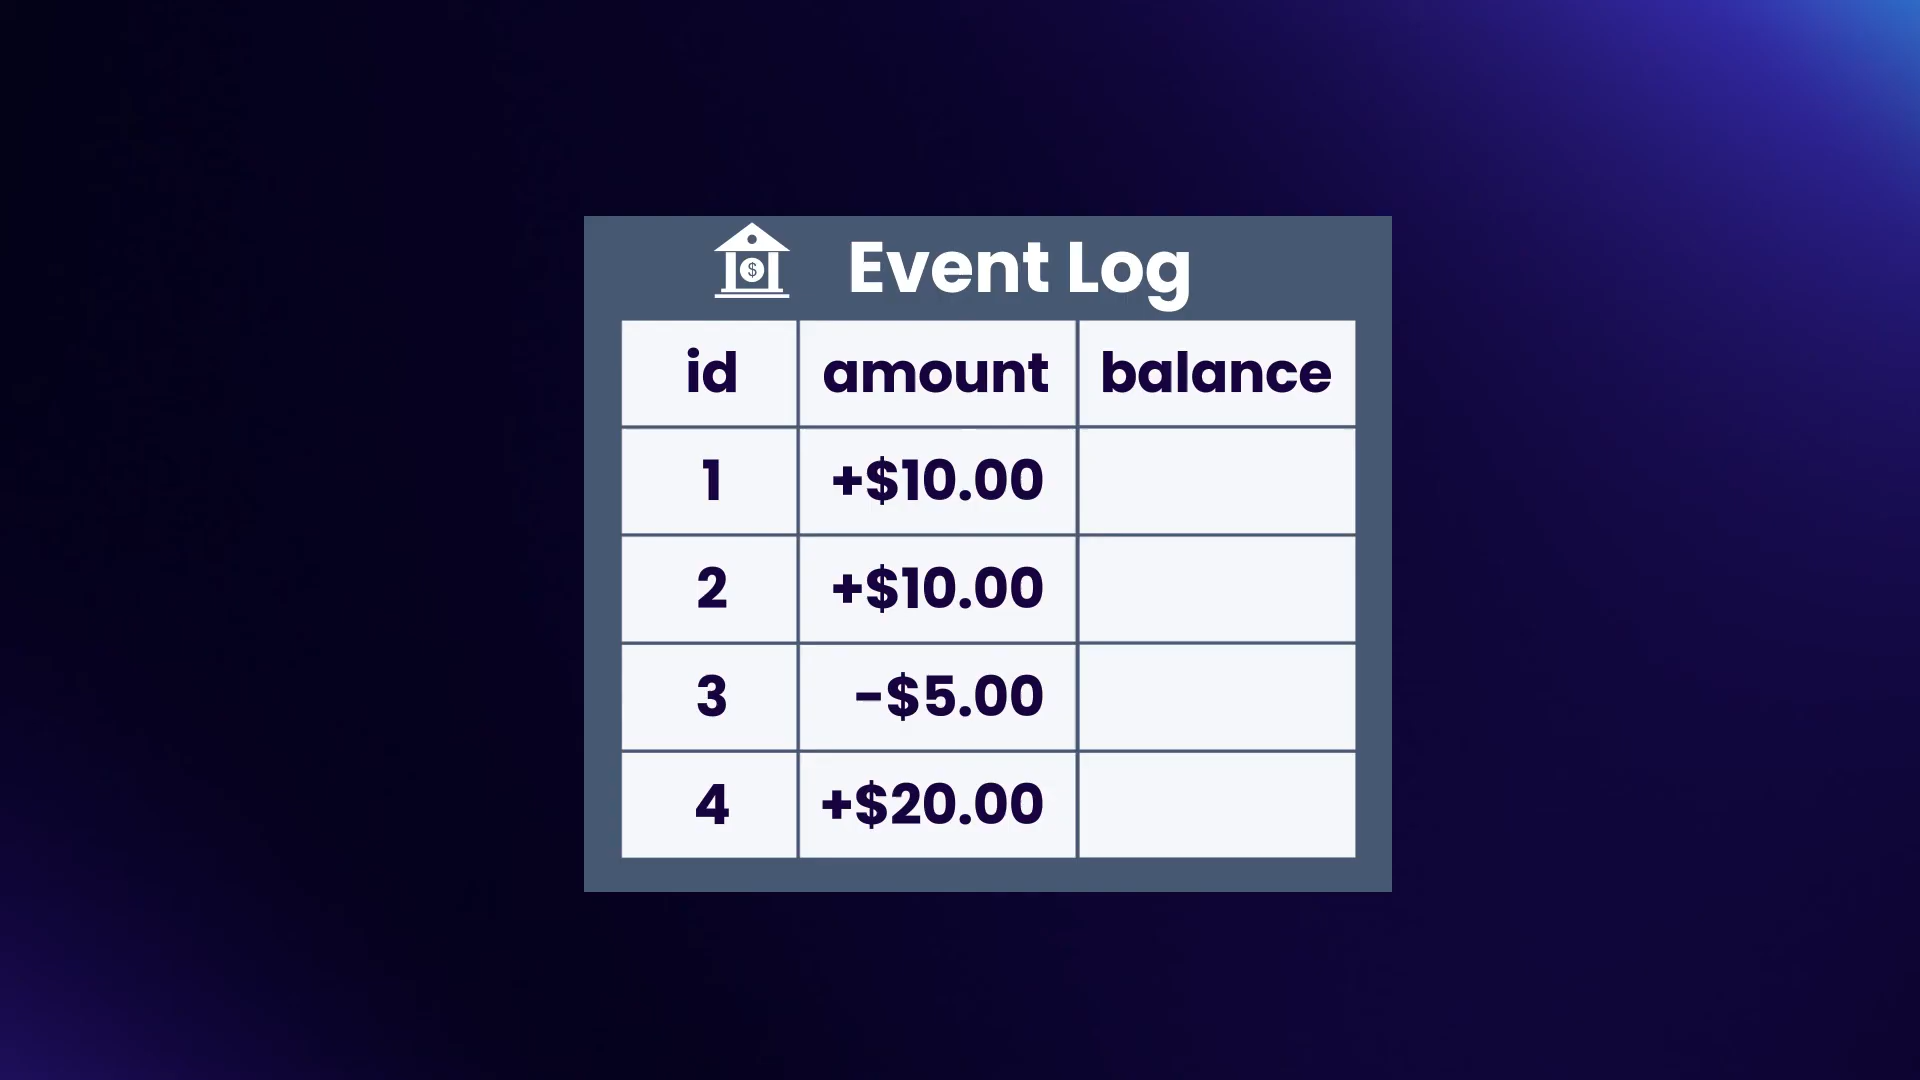 $ Event Log
id amount balance
1 +$10.00
2 +$10.00
3 -$5.00
4 +$20.00